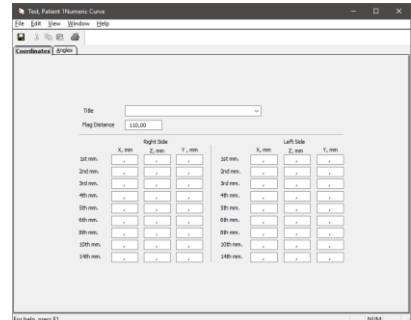 Test, Patient 1Numeric Curve
File Edit View Window Help
Coordinates Angles
Title
Flag Distance 110,00
Right Side Left Side
X, mm Z, mm Y, mm X, mm Z, mm Y, mm
1st mm. , , , 1st mm. , , ,
2nd mm. , , , 2nd mm. , , ,
3rd mm. , , , 3rd mm. , , ,
4th mm. , , , 4th mm. , , ,
5th mm. , , , 5th mm. , , ,
6th mm. , , , 6th mm. , , ,
8th mm. , , , 8th mm. , , ,
10th mm. , , , 10th mm. , , ,
14th mm. , , , 14th mm. , , ,
For help, press F1 NUM